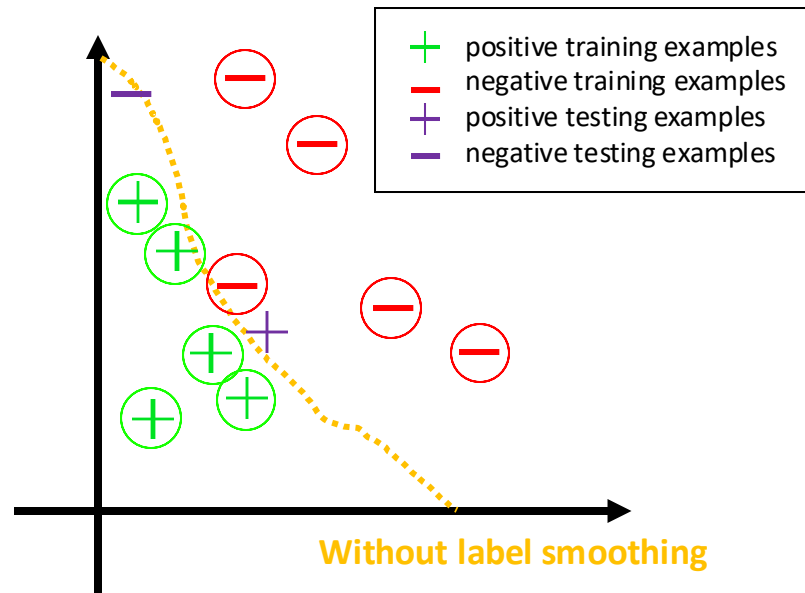 positive training examples
negative training examples
positive testing examples
negative testing examples
Without label smoothing